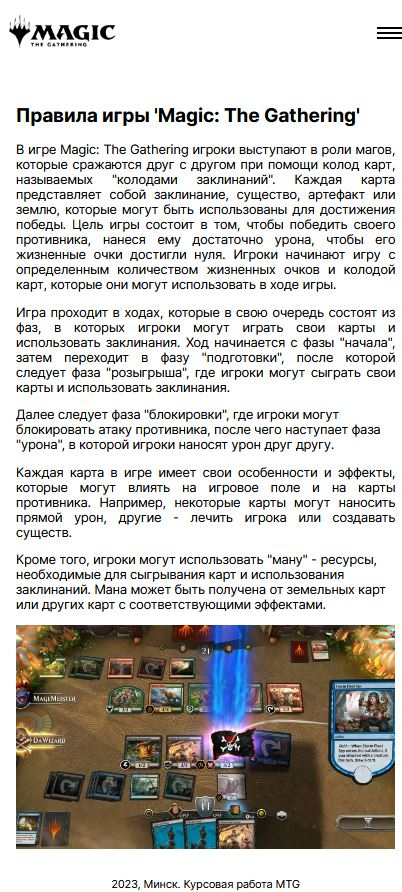 MAGIC
THE GATHERING
Правила игры 'Magic: The Gathering'
В игре Magic: The Gathering игроки выступают в роли магов,
которые сражаются друг с другом при помощи колод карт,
называемых "колодами заклинаний". Каждая карта
представляет собой заклинание, существо, артефакт или
землю, которые могут быть использованы для достижения
победы. Цель игры состоит в том, чтобы победить своего
противника, нанеся ему достаточно урона, чтобы его
жизненные очки достигли нуля. Игроки начинают игру с
определенным количеством жизненных очков и колодой
карт, которые они могут использовать в ходе игры.
Игра проходит в ходах, которые в свою очередь состоят из
фаз, в которых игроки могут играть свои карты и
использовать заклинания. Ход начинается с фазы "начала",
затем переходит в фазу "подготовки", после которой
следует фаза "розыгрыша", где игроки могут сыграть свои
карты и использовать заклинания.
Далее следует фаза "блокировки", где игроки могут
блокировать атаку противника, после чего наступает фаза
"урона", в которой игроки наносят урон друг другу.
Каждая карта в игре имеет свои особенности и эффекты,
которые могут влиять на игровое поле и на карты
противника. Например, некоторые карты могут наносить
прямой урон, другие - лечить игрока или создавать
существ.
Кроме того, игроки могут использовать "ману" - ресурсы,
необходимые для сыгрывания карт и использования
заклинаний. Мана может быть получена от земельных карт
или других карт с соответствующими эффектами.
21
MAGEMEISTER
DAWIZARD
Storm Fleet Spy
2023, Минск. Курсовая работа MTG